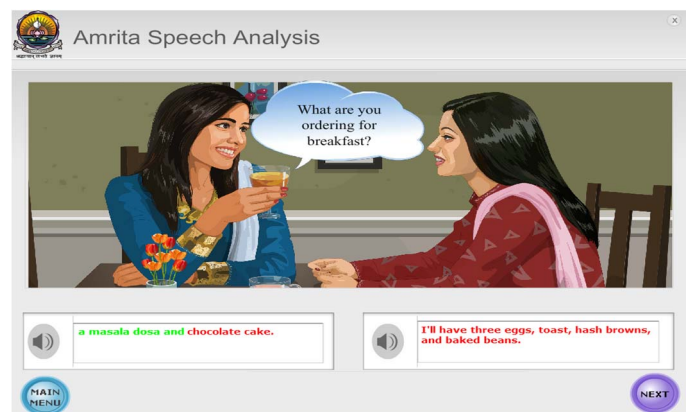 Amrita Speech Analysis
What are you
ordering for
breakfast?
a masala dosa and chocolate cake.
I'll have three eggs, toast, hash browns,
and baked beans.
MAIN
MENU
NEXT